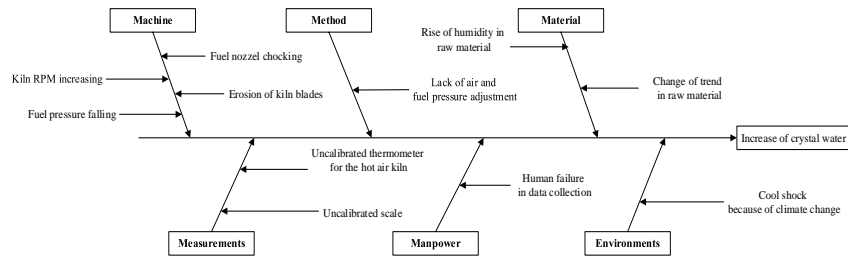 Machine
Method
Material
Rise of humidity in
raw material
Fuel nozzel chocking
Kiln RPM increasing
Lack of air and
fuel pressure adjustment
Change of trend
in raw material
Erosion of kiln blades
Fuel pressure falling
Increase of crystal water
Uncalibrated thermometer
for the hot air kiln
Human failure
in data collection
Cool shock
because of climate change
Uncalibrated scale
Measurements
Manpower
Environments